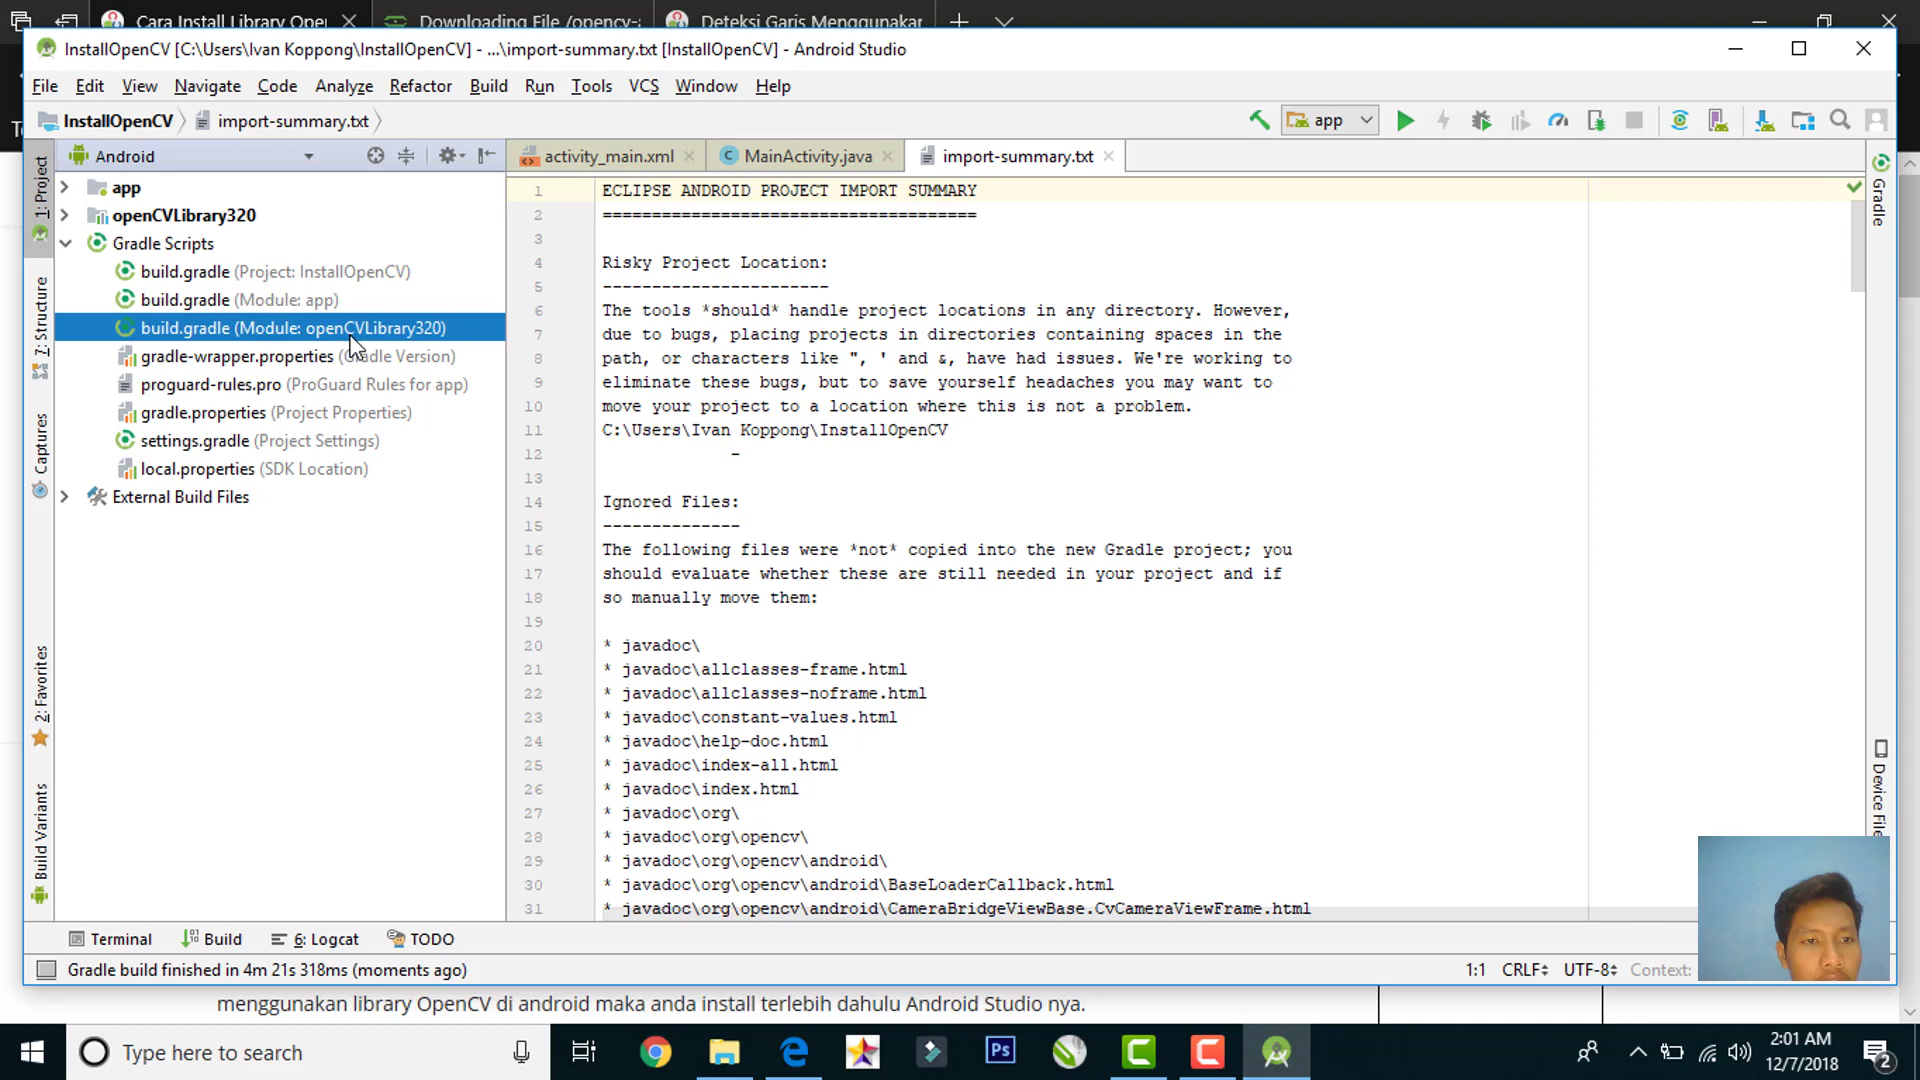 Cara Install Library Oper
Downloading File /opencv-
Deteksi Garis Menggunakar
InstallOpenCV [C:\Users\Ivan Koppong\InstallOpenCV] - ...\import-summary.txt [InstallOpenCV] - Android Studio
File Edit View Navigate Code Analyze Refactor Build Run Tools VCS Window Help
InstallOpenCV import-summary.txt app
Android
activity_main.xml MainActivity.java import-summary.txt
1: Project
7: Structure
Captures
2: Favorites
Build Variants
app
openCVLibrary320
Gradle Scripts
build.gradle (Project: InstallOpenCV)
build.gradle (Module: app)
build.gradle (Module: openCVLibrary320)
gradle-wrapper.properties (Gradle Version)
proguard-rules.pro (ProGuard Rules for app)
gradle.properties (Project Properties)
settings.gradle (Project Settings)
local.properties (SDK Location)
External Build Files
1 ECLIPSE ANDROID PROJECT IMPORT SUMMARY
2 ======================================
3
4 Risky Project Location:
5 -----------------------
6 The tools *should* handle project locations in any directory. However,
7 due to bugs, placing projects in directories containing spaces in the
8 path, or characters like ", ' and &, have had issues. We're working to
9 eliminate these bugs, but to save yourself headaches you may want to
10 move your project to a location where this is not a problem.
11 C:\Users\Ivan Koppong\InstallOpenCV
12 -
13
14 Ignored Files:
15 --------------
16 The following files were *not* copied into the new Gradle project; you
17 should evaluate whether these are still needed in your project and if
18 so manually move them:
19
20 * javadoc\
21 * javadoc\allclasses-frame.html
22 * javadoc\allclasses-noframe.html
23 * javadoc\constant-values.html
24 * javadoc\help-doc.html
25 * javadoc\index-all.html
26 * javadoc\index.html
27 * javadoc\org\
28 * javadoc\org\opencv\
29 * javadoc\org\opencv\android\
30 * javadoc\org\opencv\android\BaseLoaderCallback.html
31 * javadoc\org\opencv\android\CameraBridgeViewBase.CvCameraViewFrame.html
Gradle
Device File
Terminal Build 6: Logcat TODO
Gradle build finished in 4m 21s 318ms (moments ago) 1:1 CRLF UTF-8 Context:
menggunakan library OpenCV di android maka anda install terlebih dahulu Android Studio nya.
Type here to search
Ps
2:01 AM
12/7/2018
2